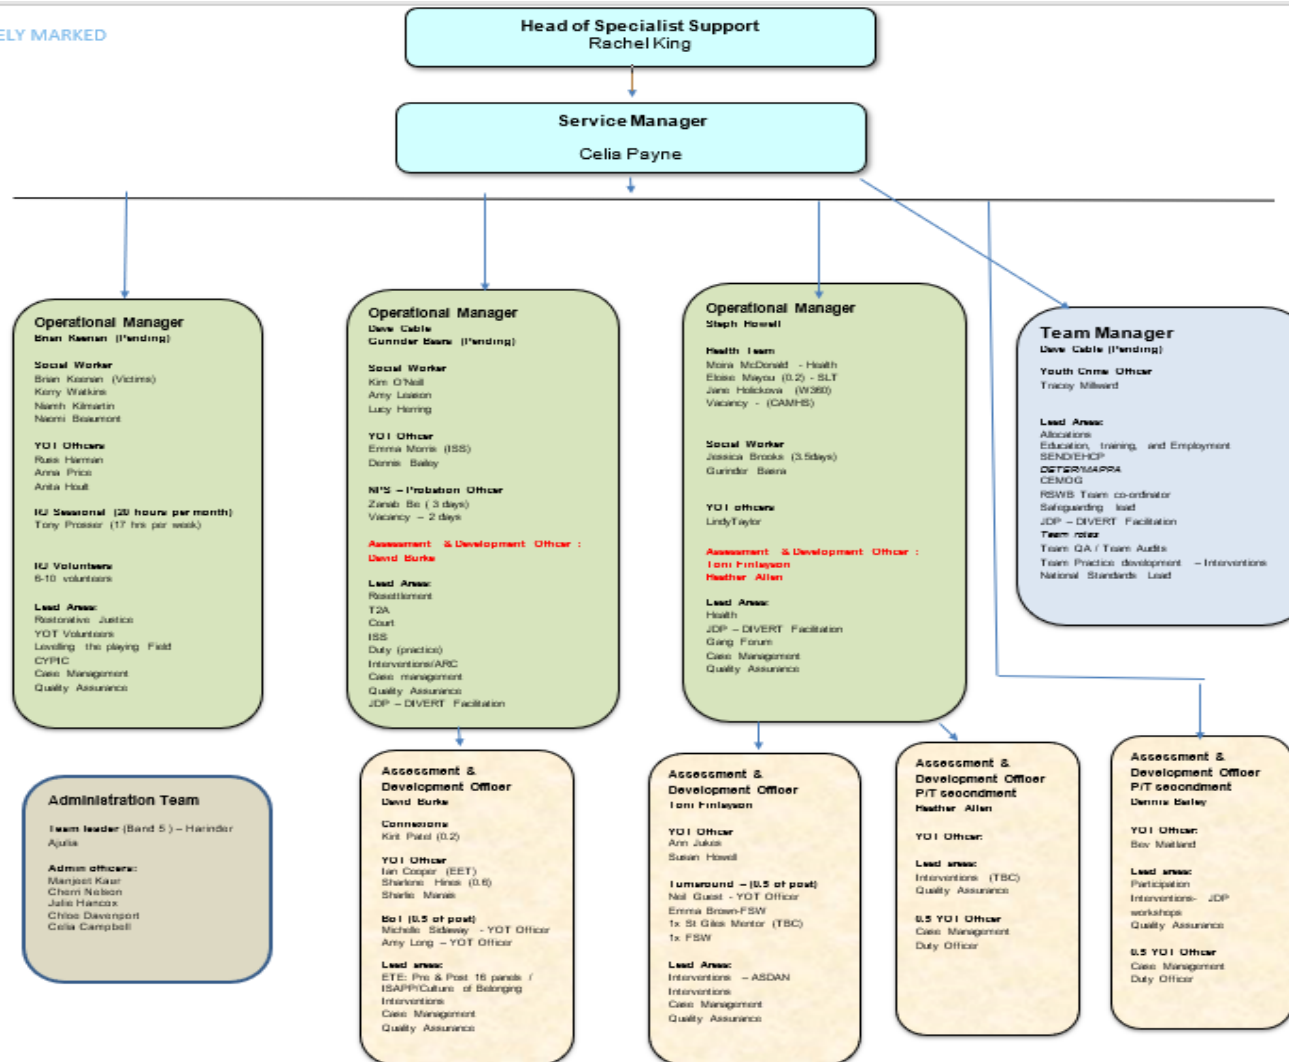 ELY MARKED
Head of Specialist Support
Rachel King
Service Manager
Celia Payne
Operational Manager
Brian Keenan (Pending)
Social Worker
Brian Keenan (Victims)
Kerry Watkins
Niamh Kilmartin
Naomi Beaumont
YOT Officers
Russ Harman
Anna Price
Anita Hoult
RJ Sessional (20 hours per month)
Tony Prosser (17 hrs per week)
RJ Volunteers
6-10 volunteers
Lead Areas:
Restorative Justice
YOT Volunteers
Levelling the playing Field
CYPIC
Case Management
Quality Assurance
Operational Manager
Dave Cable
Gurinder Basra (Pending)
Social Worker
Kim O'Neill
Amy Leason
Lucy Herring
YOT Officer
Emma Morris (ISS)
Dennis Bailey
NPS – Probation Officer
Zanab Be ( 3 days)
Vacancy – 2 days
Assessment & Development Officer :
David Burke
Lead Areas:
Resettlement
T2A
Court
ISS
Duty (practice)
Interventions/ARC
Case management
Quality Assurance
JDP – DIVERT Facilitation
Operational Manager
Steph Howell
Health Team
Moira McDonald - Health
Eloise Mayou (0.2) - SLT
Jane Holickova (W360)
Vacancy - (CAMHS)
Social Worker
Jessica Brooks (3.5days)
Gurinder Basra
YOT officers
LindyTaylor
Assessment & Development Officer :
Toni Finlayson
Heather Allen
Lead Areas:
Health
JDP – DIVERT Facilitation
Gang Forum
Case Management
Quality Assurance
Team Manager
Dave Cable (Pending)
Youth Crime Officer
Tracey Millward
Lead Areas:
Allocations
Education, training, and Employment
SEND/EHCP
DETER/MAPPA
CEMOG
RSWB Team co-ordinator
Safeguarding lead
JDP – DIVERT Facilitation
Team roles
Team QA / Team Audits
Team Practice development – Interventions
National Standards Lead
Administration Team
Team leader (Band 5 ) – Harinder
Admin officers:
Manjeet Kaur
Cherri Nelson
Julie Hancox
Chloe Davenport
Celia Campbell
Assessment &
Development Officer
David Burke
Connexions
Kirit Patel (0.2)
YOT Officer
Ian Cooper (EET)
Sharlene Hines (0.6)
Sharlie Marais
BoT (0.5 of post)
Michelle Sidaway - YOT Officer
Amy Long – YOT Officer
Lead areas:
ETE: Pre & Post 16 panels /
ISAPP/Culture of Belonging
Interventions
Case Management
Quality Assurance
Assessment &
Development Officer
Toni Finlayson
YOT Officer
Ann Jukes
Susan Howell
Turnaround – (0.5 of post)
Neil Guest - YOT Officer
Emma Brown-FSW
1x St Giles Mentor (TBC)
1x FSW
Lead Areas:
Interventions – ASDAN
Interventions
Case Management
Quality Assurance
Assessment &
Development Officer
P/T secondment
Heather Allen
YOT Officer:
Lead areas:
Interventions (TBC)
Quality Assurance
0.5 YOT Officer
Case Management
Duty Officer
Assessment &
Development Officer
P/T secondment
Dennis Bailey
YOT Officer:
Bev Maitland
Lead areas:
Participation
Interventions- JDP
workshops
Quality Assurance
0.5 YOT Officer
Case Management
Duty Officer